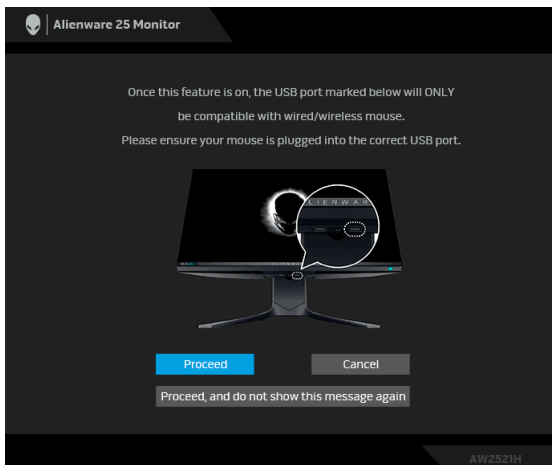 Alienware 25 Monitor
Once this feature is on, the USB port marked below will ONLY
be compatible with wired/wireless mouse.
Please ensure your mouse is plugged into the correct USB port.
ALIENWAR
Proceed
Cancel
Proceed, and do not show this message again
AW2521H